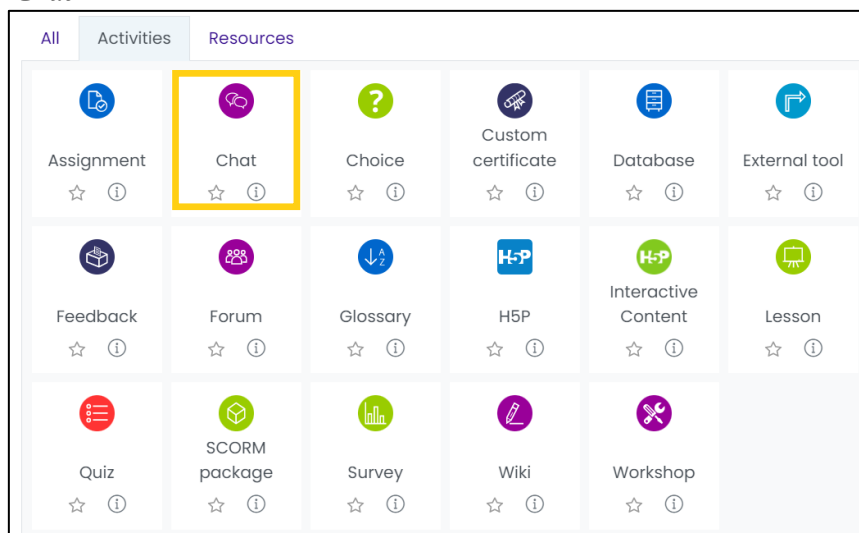 All Activities Resources
Custom
Assignment Chat Choice certificate Database External tool
Interactive
Feedback Forum Glossary H5P Content Lesson
SCORM
Quiz package Survey Wiki Workshop